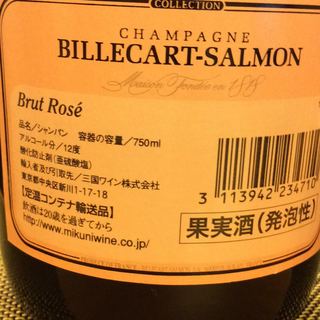 COLLECTION
CHAMPAGNE
BILLECART-SALMON
Maison Fondée en 1818
Brut Rosé
品名/シャンパン 容器の容量/750ml
アルコール分/12度
酸化防止剤(亜硫酸塩)
輸入者及び引取先/三国ワイン株式会社
東京都中央区新川1-17-18
【定温コンテナ輸送品】
飲酒は20歳を過ぎてから
http://www.mikuniwine.co.jp/
3 113942 234710
果実酒(発泡性)